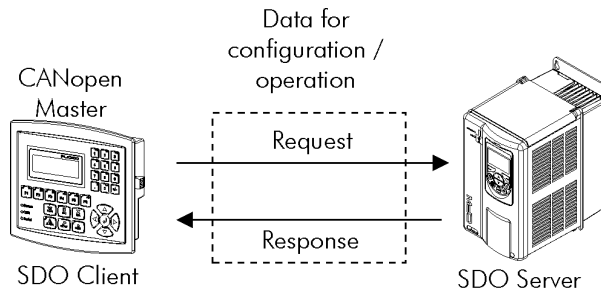 Data for
configuration /
operation
CANopen
Master
Request
Response
SDO Client
SDO Server